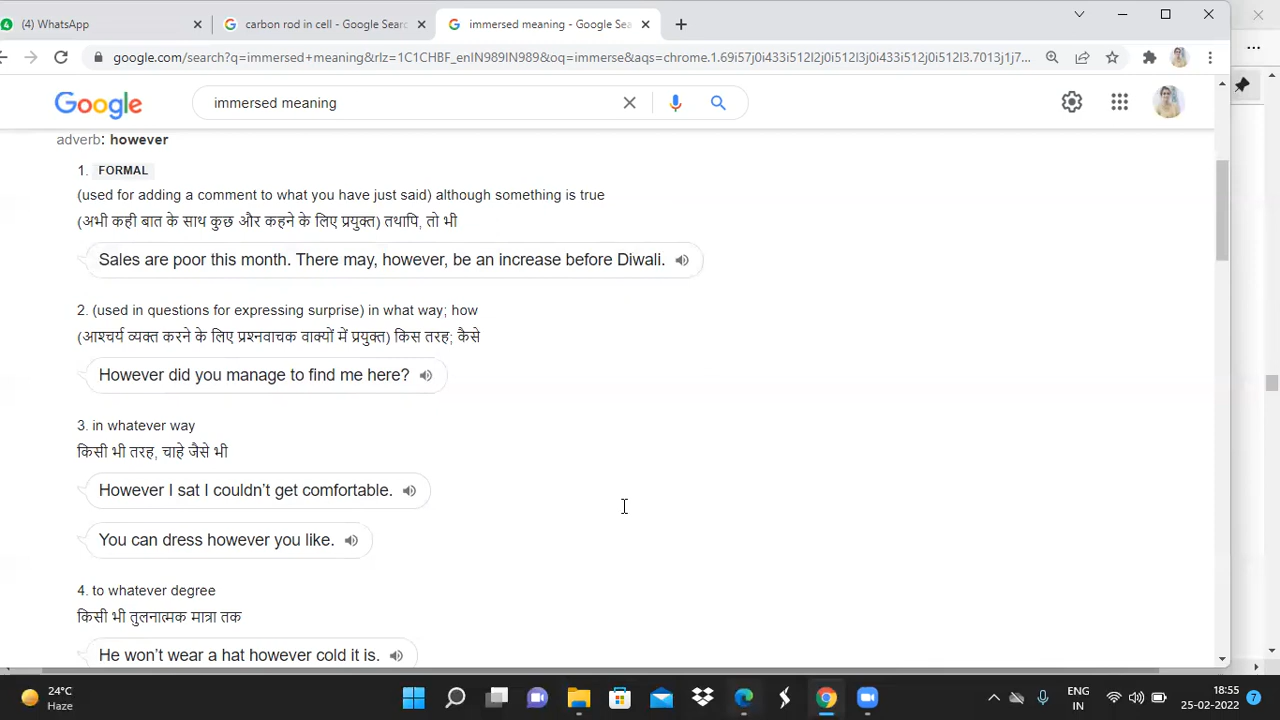 (4) WhatsApp
carbon rod in cell - Google Searc
immersed meaning - Google Sea
google.com/search?q=immersed+meaning&rlz=1C1CHBF_enIN989IN989&oq=immerse&aqs=chrome.1.69i57j0i433i512l2j0i512l3j0i433i512j0i512l3.7013j1j7...
Google
immersed meaning
adverb: however
1. FORMAL
(used for adding a comment to what you have just said) although something is true
(अभी कही बात के साथ कुछ और कहने के लिए प्रयुक्त) तथापि, तो भी
Sales are poor this month. There may, however, be an increase before Diwali.
2. (used in questions for expressing surprise) in what way; how
(आश्चर्य व्यक्त करने के लिए प्रश्नवाचक वाक्यों में प्रयुक्त) किस तरह; कैसे
However did you manage to find me here?
3. in whatever way
किसी भी तरह, चाहे जैसे भी
However I sat I couldn't get comfortable.
You can dress however you like.
4. to whatever degree
किसी भी तुलनात्मक मात्रा तक
He won't wear a hat however cold it is.
24°C
Haze
ENG
IN
18:55
25-02-2022
7